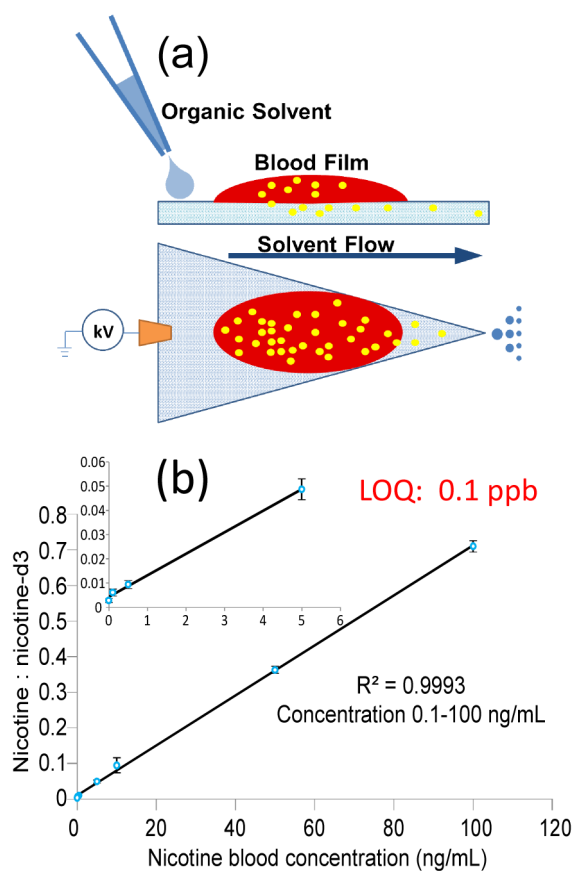 (a)
Organic Solvent
Blood Film
Solvent Flow
kV
(b)
LOQ: 0.1 ppb
0.06
0.05
0.04
0.03
0.02
0.01
0
0 1 2 3 4 5 6
0.8
0.7
0.6
0.5
0.4
0.3
0.2
0.1
0
Nicotine : nicotine-d3
R² = 0.9993
Concentration 0.1-100 ng/mL
0 20 40 60 80 100 120
Nicotine blood concentration (ng/mL)